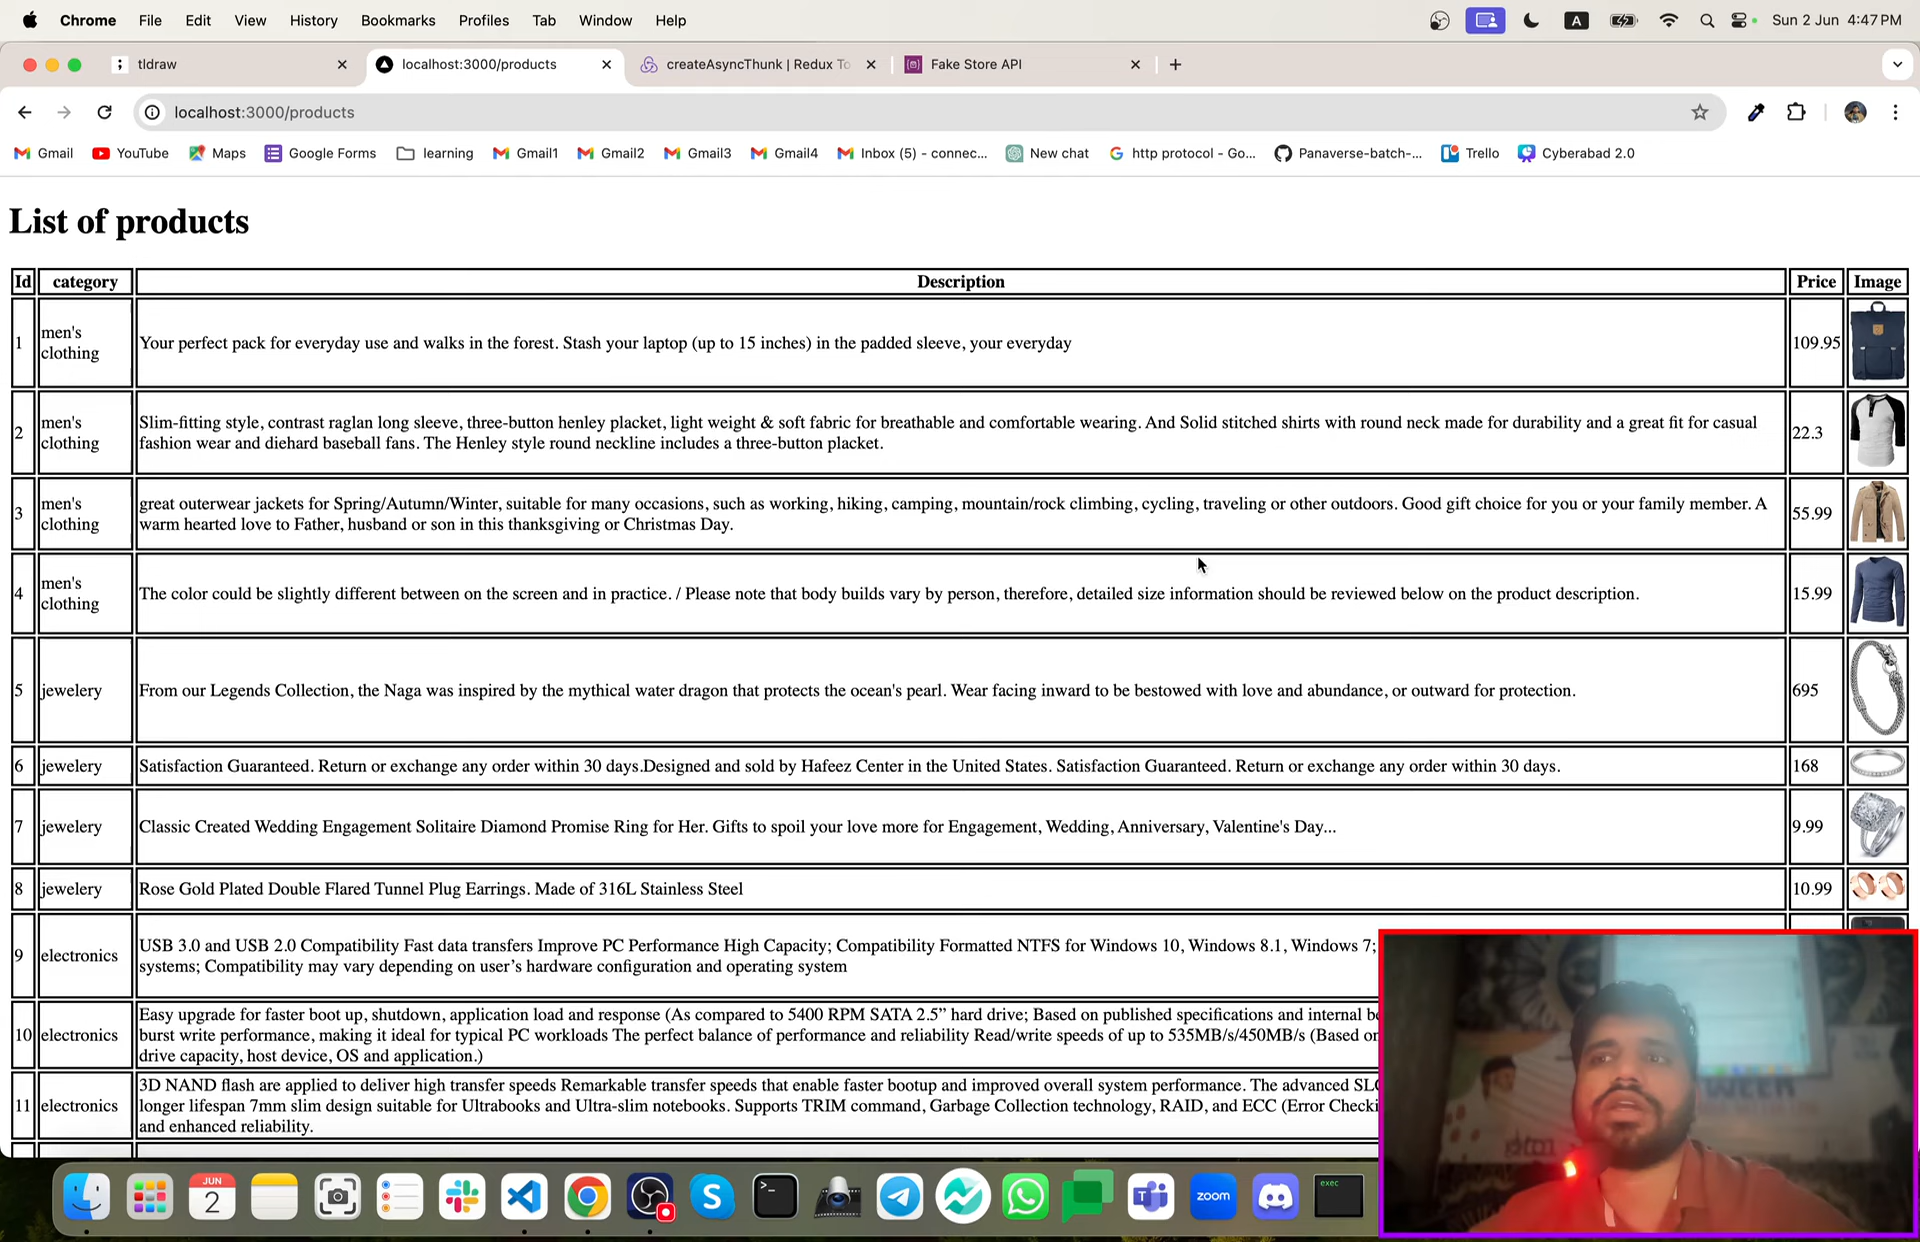 Chrome File Edit View History Bookmarks Profiles Tab Window Help A Sun 2 Jun 4:47 PM
tldraw localhost:3000/products createAsyncThunk | Redux To Fake Store API
localhost:3000/products
Gmail YouTube Maps Google Forms learning Gmail1 Gmail2 Gmail3 Gmail4 Inbox (5) - connec... New chat http protocol - Go... Panaverse-batch-... Trello Cyberabad 2.0
List of products
Id category Description Price Image
1 men's clothing Your perfect pack for everyday use and walks in the forest. Stash your laptop (up to 15 inches) in the padded sleeve, your everyday 109.95
2 men's clothing Slim-fitting style, contrast raglan long sleeve, three-button henley placket, light weight & soft fabric for breathable and comfortable wearing. And Solid stitched shirts with round neck made for durability and a great fit for casual
fashion wear and diehard baseball fans. The Henley style round neckline includes a three-button placket. 22.3
3 men's clothing great outerwear jackets for Spring/Autumn/Winter, suitable for many occasions, such as working, hiking, camping, mountain/rock climbing, cycling, traveling or other outdoors. Good gift choice for you or your family member. A
warm hearted love to Father, husband or son in this thanksgiving or Christmas Day. 55.99
4 men's clothing The color could be slightly different between on the screen and in practice. / Please note that body builds vary by person, therefore, detailed size information should be reviewed below on the product description. 15.99
5 jewelery From our Legends Collection, the Naga was inspired by the mythical water dragon that protects the ocean's pearl. Wear facing inward to be bestowed with love and abundance, or outward for protection. 695
6 jewelery Satisfaction Guaranteed. Return or exchange any order within 30 days.Designed and sold by Hafeez Center in the United States. Satisfaction Guaranteed. Return or exchange any order within 30 days. 168
7 jewelery Classic Created Wedding Engagement Solitaire Diamond Promise Ring for Her. Gifts to spoil your love more for Engagement, Wedding, Anniversary, Valentine's Day... 9.99
8 jewelery Rose Gold Plated Double Flared Tunnel Plug Earrings. Made of 316L Stainless Steel 10.99
9 electronics USB 3.0 and USB 2.0 Compatibility Fast data transfers Improve PC Performance High Capacity; Compatibility Formatted NTFS for Windows 10, Windows 8.1, Windows 7;
systems; Compatibility may vary depending on user’s hardware configuration and operating system
10 electronics Easy upgrade for faster boot up, shutdown, application load and response (As compared to 5400 RPM SATA 2.5” hard drive; Based on published specifications and internal be
burst write performance, making it ideal for typical PC workloads The perfect balance of performance and reliability Read/write speeds of up to 535MB/s/450MB/s (Based on
drive capacity, host device, OS and application.)
11 electronics 3D NAND flash are applied to deliver high transfer speeds Remarkable transfer speeds that enable faster bootup and improved overall system performance. The advanced SLC
longer lifespan 7mm slim design suitable for Ultrabooks and Ultra-slim notebooks. Supports TRIM command, Garbage Collection technology, RAID, and ECC (Error Checki
and enhanced reliability.
JUN
2
zoom
exec
WEEK